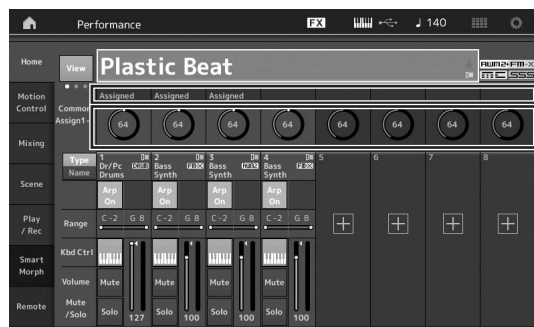 Performance FX 140
Home
View
Plastic Beat
AWM2+FM-X
MC SSS
Motion
Control
Common
Assign1-
Assigned Assigned Assigned
64 64 64 64 64 64 64 64
Mixing
Type
Name
1 2 3 4 5 6 7 8
Dr/Pc Bass Bass Bass
Drums Synth Synth Synth
Scene
Arp Arp Arp Arp
On On On On
Play
/ Rec
Range
C -2 G 8 C -2 G 8 C -2 G 8 C -2 G 8
Smart
Morph
Kbd Ctrl
Volume
Mute Mute Mute Mute
Remote
Mute
/Solo
Solo 127 Solo 100 Solo 100 Solo 100